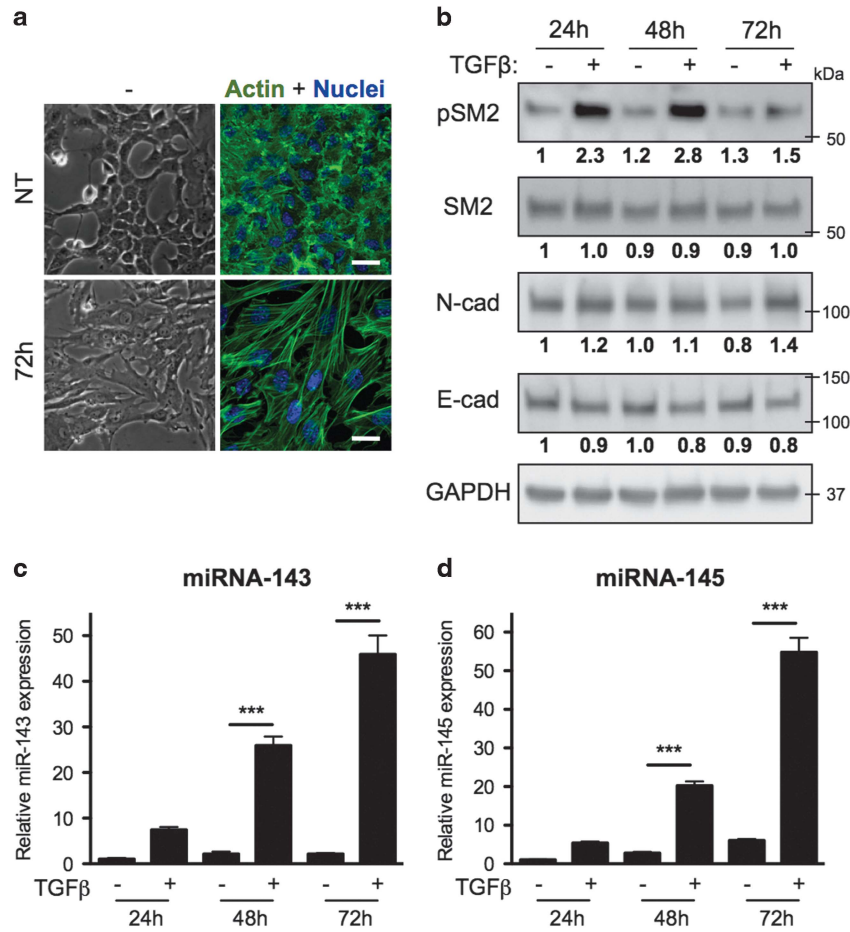 a
-
Actin + Nuclei
NT
72h
b
24h 48h 72h
TGFβ: - + - + - + kDa
pSM2
50
1 2.3 1.2 2.8 1.3 1.5
SM2
50
1 1.0 0.9 0.9 0.9 1.0
N-cad
100
1 1.2 1.0 1.1 0.8 1.4
E-cad
150
100
1 0.9 1.0 0.8 0.9 0.8
GAPDH
37
c
miRNA-143
Relative miR-143 expression
50
40
30
20
10
0
***
***
TGFβ - + - + - +
24h 48h 72h
d
miRNA-145
Relative miR-145 expression
60
50
40
30
20
10
0
***
***
TGFβ - + - + - +
24h 48h 72h